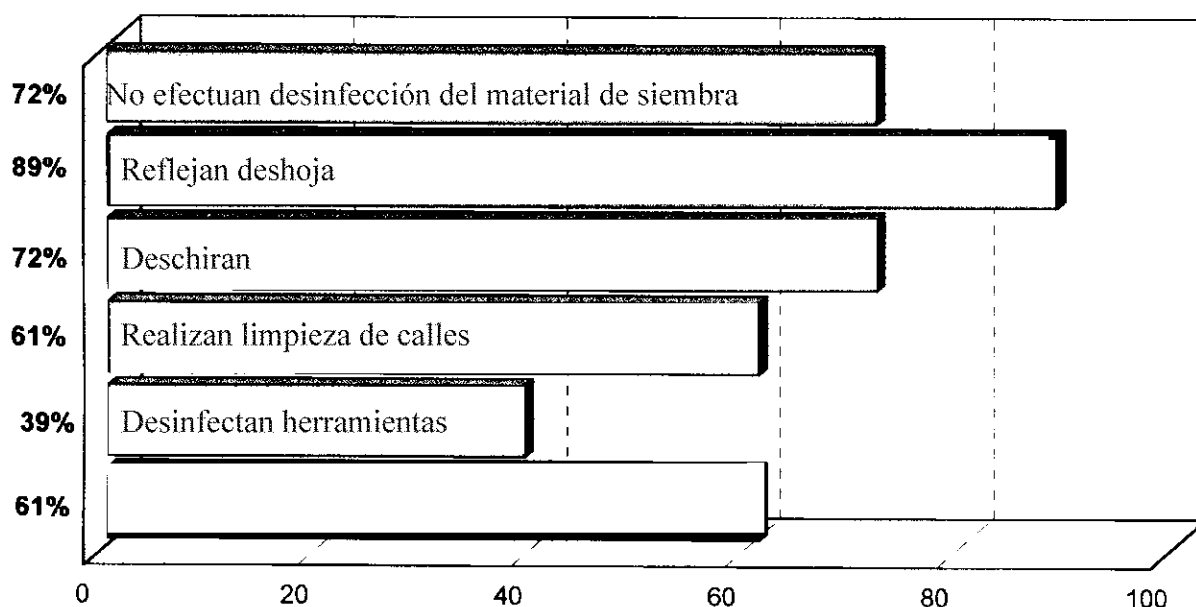 72% No efectuan desinfección del material de siembra
89% Reflejan deshoja
72% Deschiran
61% Realizan limpieza de calles
39% Desinfectan herramientas
61%
0 20 40 60 80 100